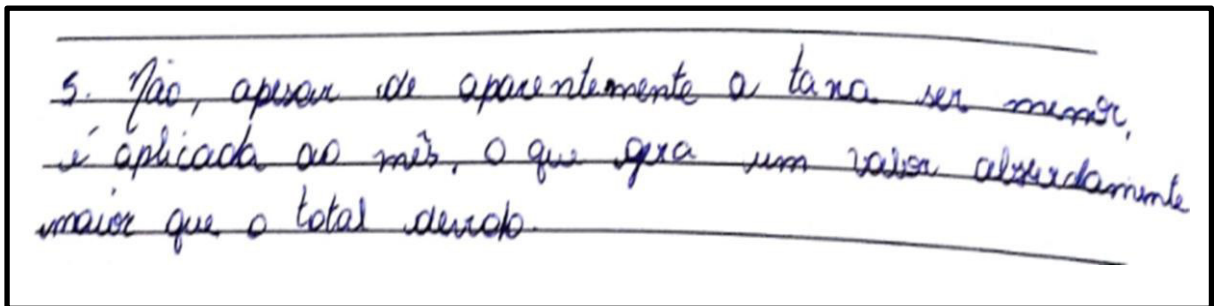 5. Não, apesar de aparentemente a taxa ser menor,
é aplicada ao mês, o que gera um valor absurdamente
maior que o total devido.